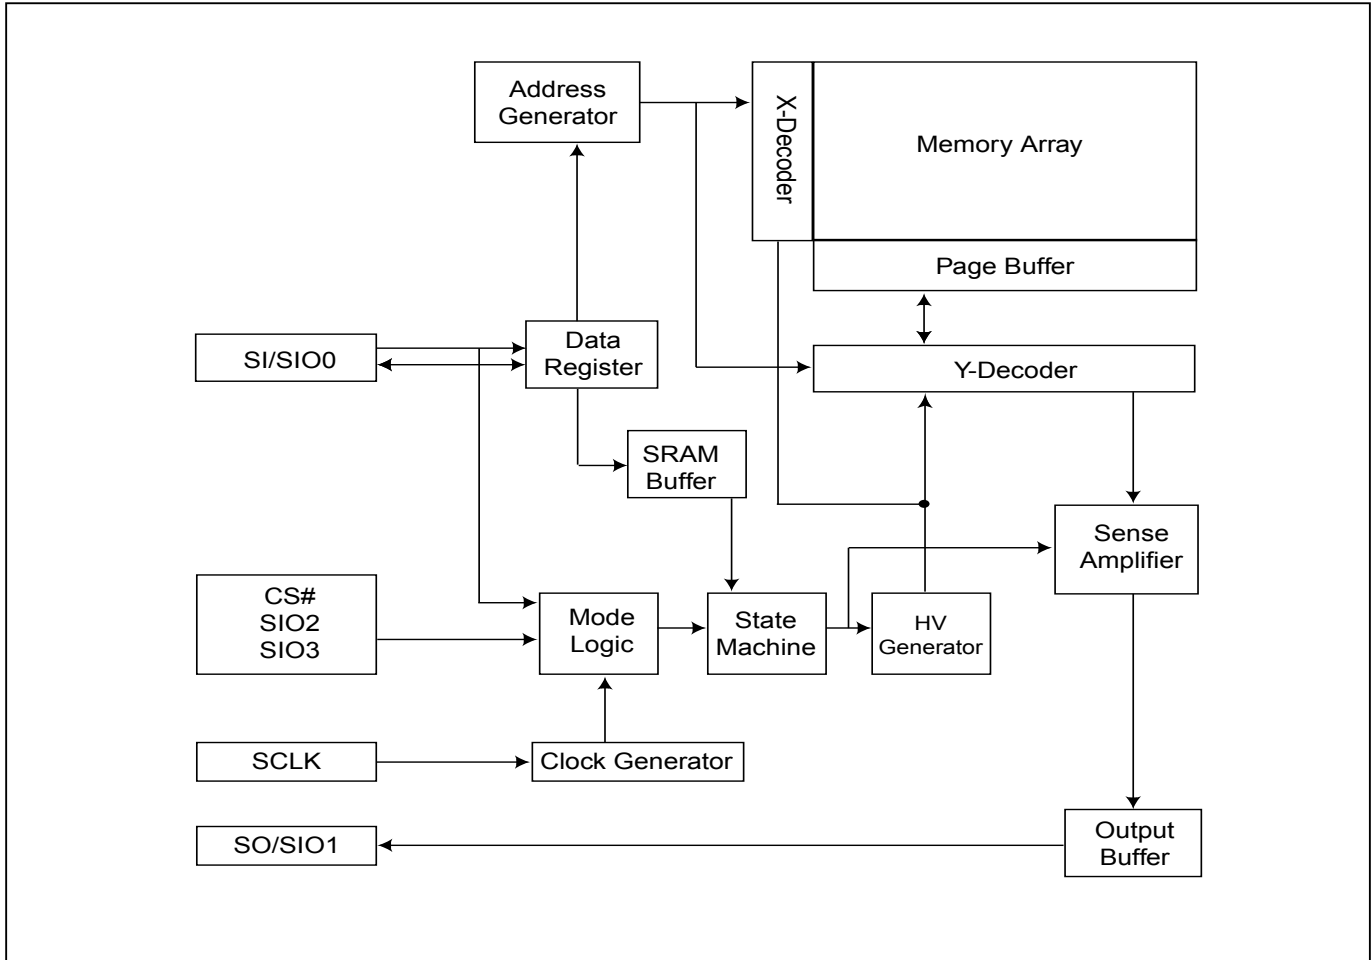 Address
Generator
X-Decoder
Memory Array
Page Buffer
SI/SIO0
Data
Register
Y-Decoder
SRAM
Buffer
Sense
Amplifier
CS#
SIO2
SIO3
Mode
Logic
State
Machine
HV
Generator
SCLK
Clock Generator
SO/SIO1
Output
Buffer